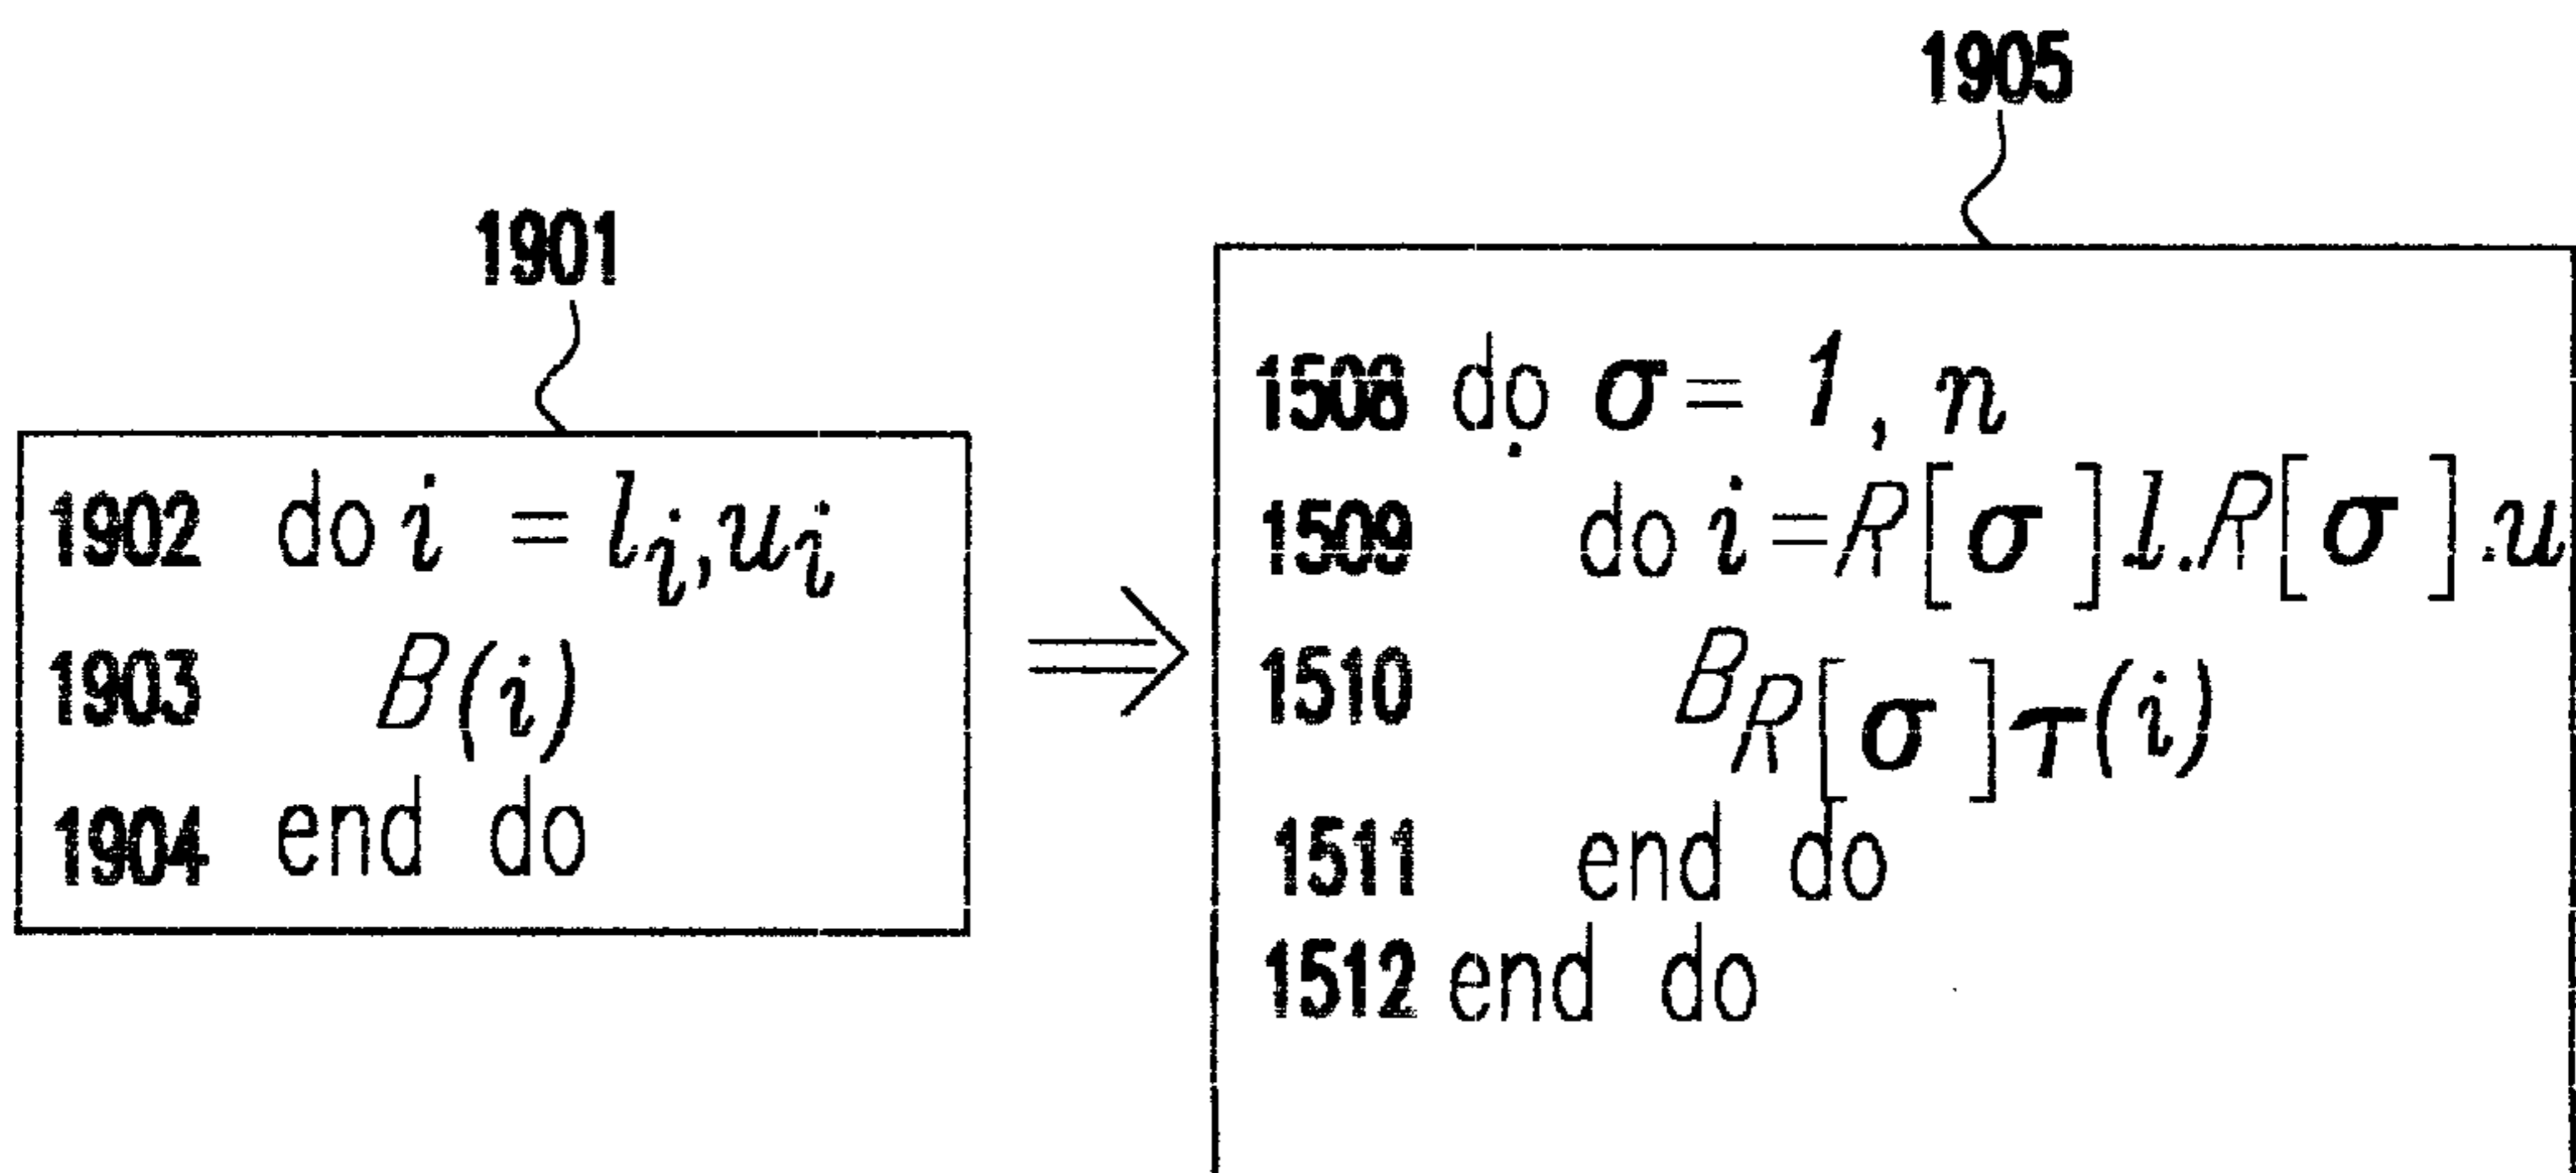 1901
1902 do i = l_i,u_i
1903 B(i)
1904 end do
1905
1508 do σ = 1, n
1509 do i = R[σ].l.R[σ].u
1510 B_R[σ]τ(i)
1511 end do
1512 end do